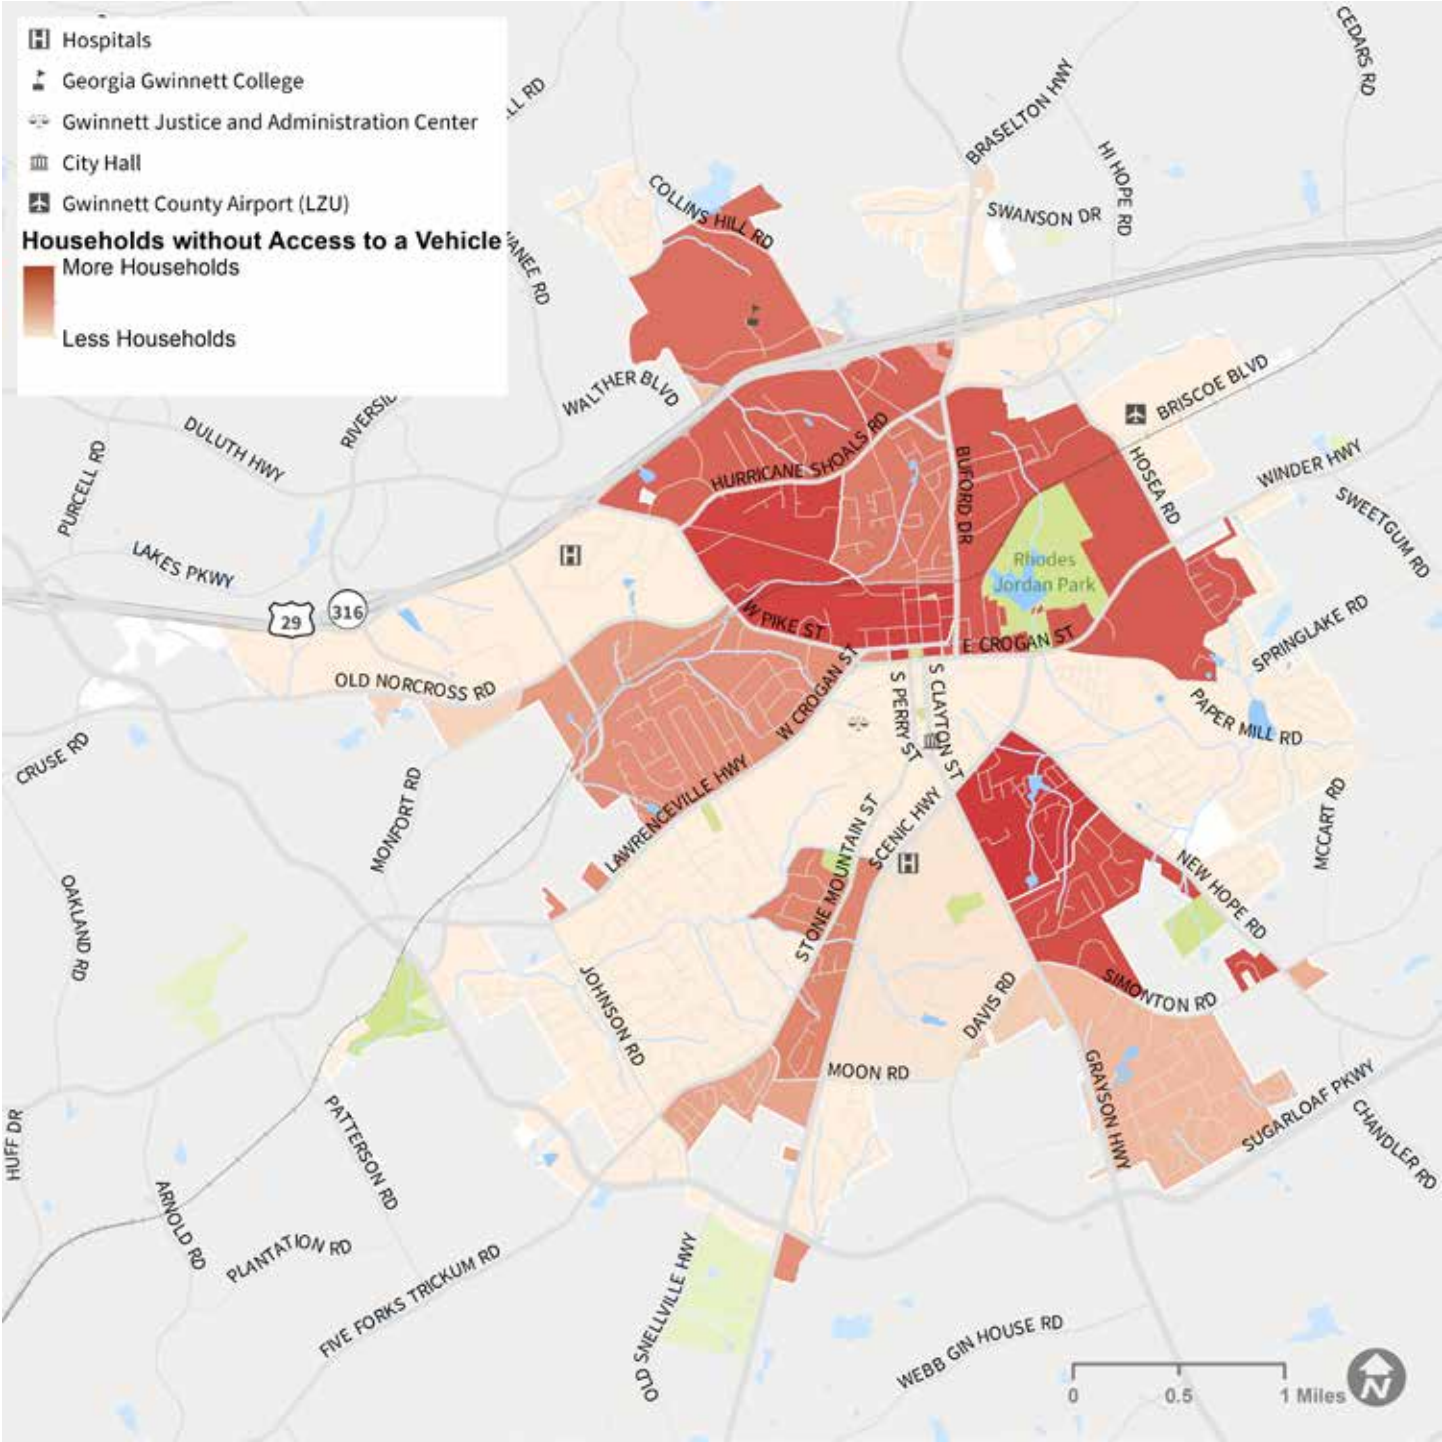 Hospitals
Georgia Gwinnett College
Gwinnett Justice and Administration Center
City Hall
Gwinnett County Airport (LZU)
Households without Access to a Vehicle
More Households
Less Households
CEDARS RD
BRASELTON HWY
HI HOPE RD
SWANSON DR
COLLINS HILL RD
RD
WALTHER BLVD
DULUTH HWY
PURCELL RD
LAKES PKWY
29
316
HURRICANE SHOALS RD
BUFORD DR
BRISCOE BLVD
HOSEA RD
WINDER HWY
SWEETGUM RD
Rhodes
Jordan Park
SPRINGLAKE RD
W PIKE ST
E CROGAN ST
W CROGAN ST
S PERRY ST
S CLAYTON ST
OLD NORCROSS RD
PAPER MILL RD
CRUSE RD
MONFORT RD
LAWRENCEVILLE HWY
STONE MOUNTAIN ST
SCENIC HWY
MCCART RD
NEW HOPE RD
OAKLAND RD
JOHNSON RD
DAVIS RD
SIMONTON RD
MOON RD
GRAYSON HWY
SUGARLOAF PKWY
CHANDLER RD
HUFF DR
PATTERSON RD
ARNOLD RD
PLANTATION RD
FIVE FORKS TRICKUM RD
OLD SNELLVILLE HWY
WEBB GIN HOUSE RD
0 0.5 1 Miles
N